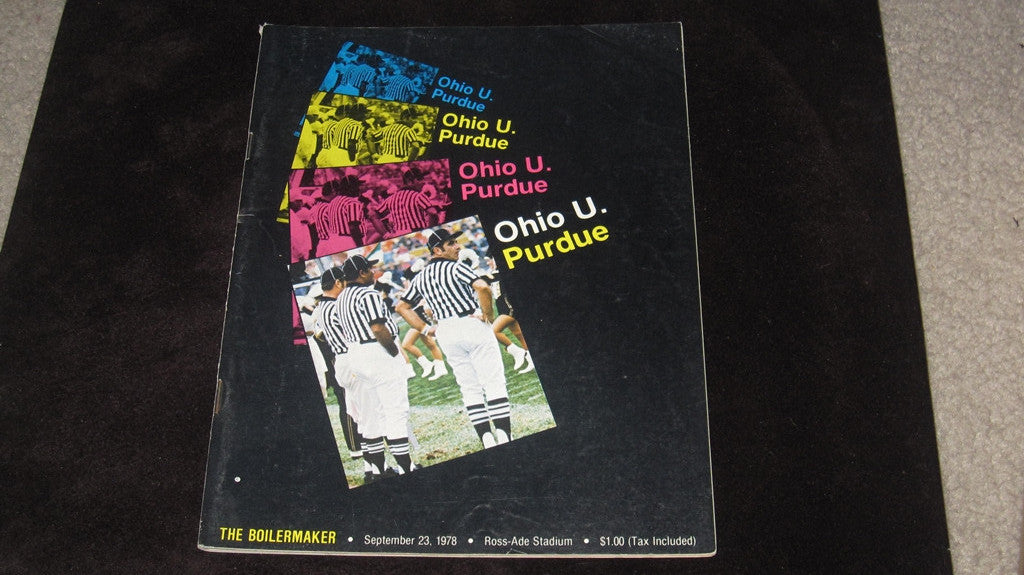 Ohio U.
Purdue
Ohio U.
Purdue
Ohio U.
Purdue
Ohio U.
Purdue
THE BOILERMAKER • September 23, 1978 • Ross-Ade Stadium • $1.00 (Tax Included)